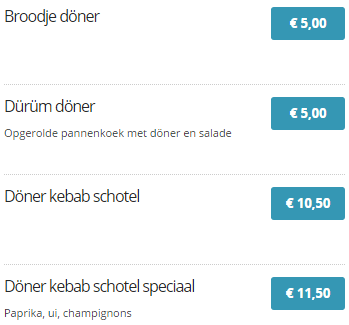 Broodje döner
€ 5,00
Dürüm döner
€ 5,00
Opgerolde pannenkoek met döner en salade
Döner kebab schotel
€ 10,50
Döner kebab schotel speciaal
€ 11,50
Paprika, ui, champignons